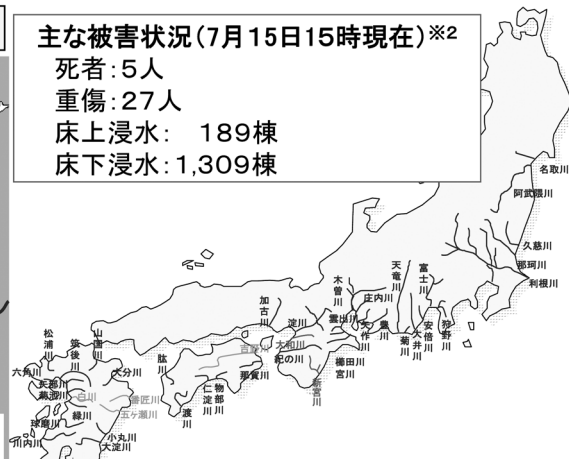 主な被害状況(7月15日15時現在)※2
死者:5人
重傷:27人
床上浸水: 189棟
床下浸水:1,309棟
名取川
阿武隈川
久慈川
那珂川
利根川
富士川
天竜川
木曽川
庄内川
加古川
淀川
雲出川
矢作川
豊川
菊川
大井川
安倍川
狩野川
櫛田川
宮川
大和川
紀の川
新宮川
吉野川
那賀川
物部川
仁淀川
渡川
肱川
山国川
松浦川
筑後川
六角川
大分川
矢部川
菊池川
白川
番匠川
五ヶ瀬川
緑川
球磨川
小丸川
大淀川
川内川